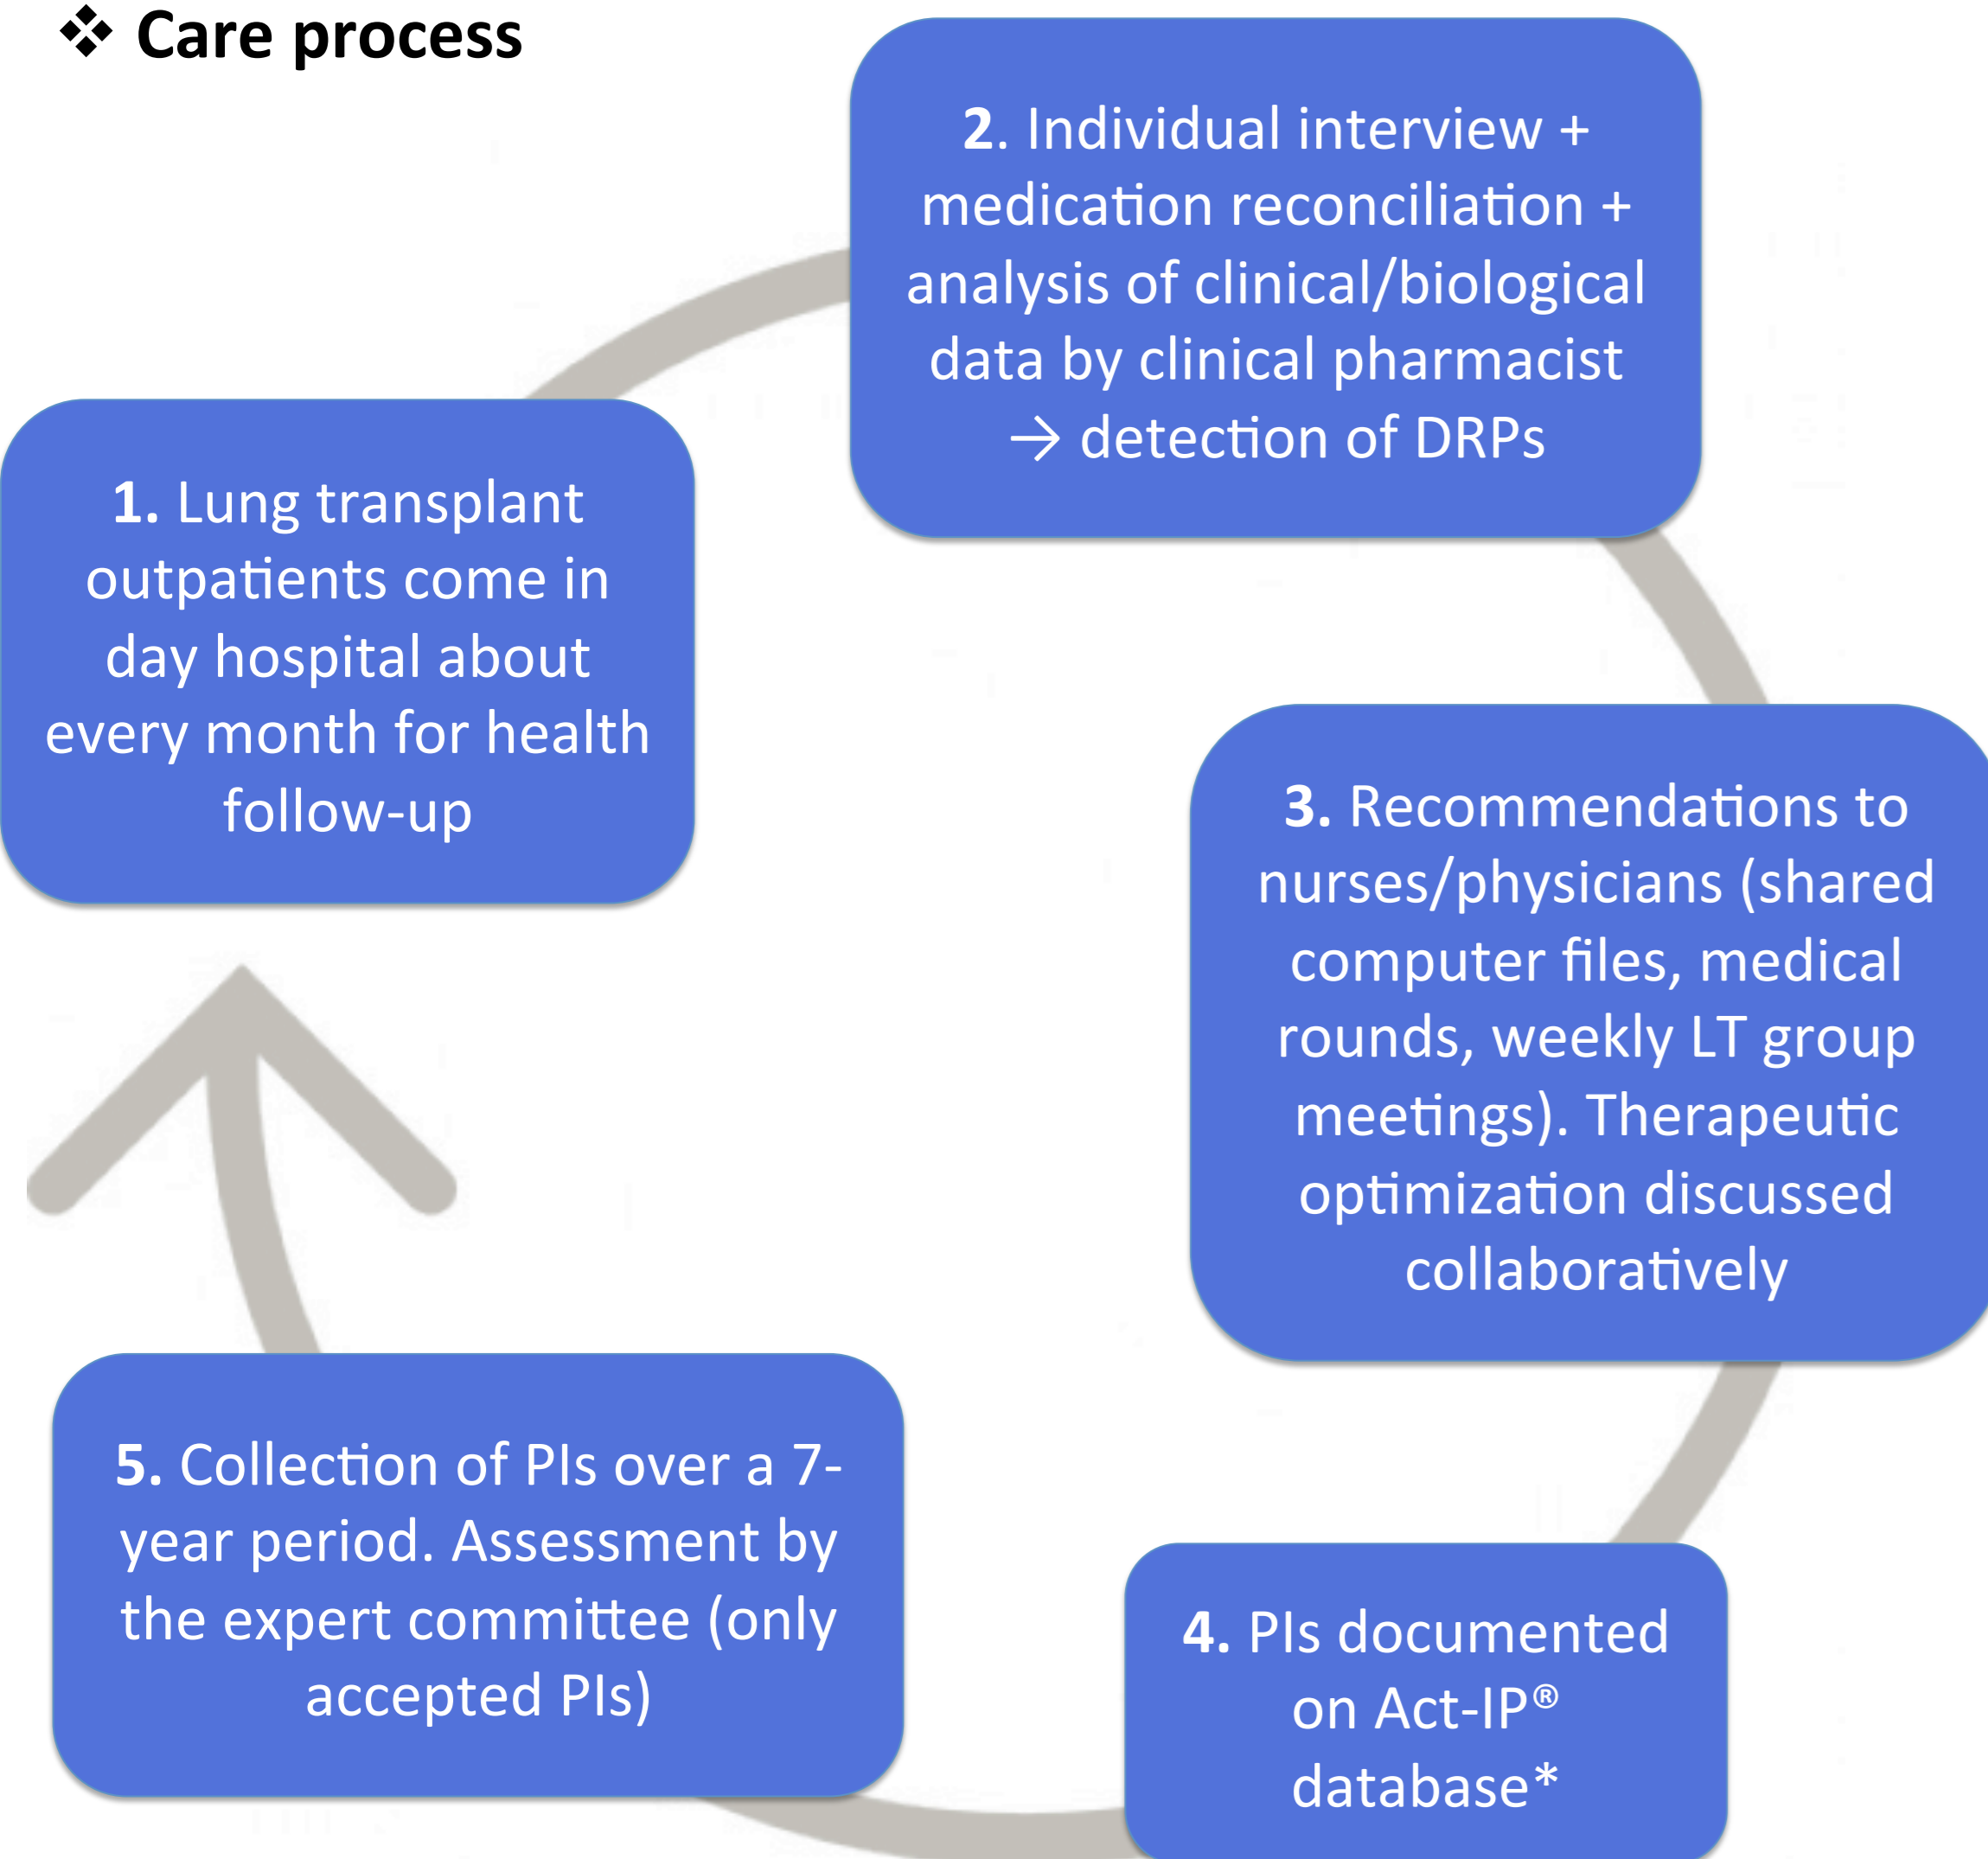 ❖ Care process
1. Lung transplant
outpatients come in
day hospital about
every month for health
follow-up
2. Individual interview +
medication reconciliation +
analysis of clinical/biological
data by clinical pharmacist
→ detection of DRPs
3. Recommendations to
nurses/physicians (shared
computer files, medical
rounds, weekly LT group
meetings). Therapeutic
optimization discussed
collaboratively
4. PIs documented
on Act-IP®
database*
5. Collection of PIs over a 7-
year period. Assessment by
the expert committee (only
accepted PIs)